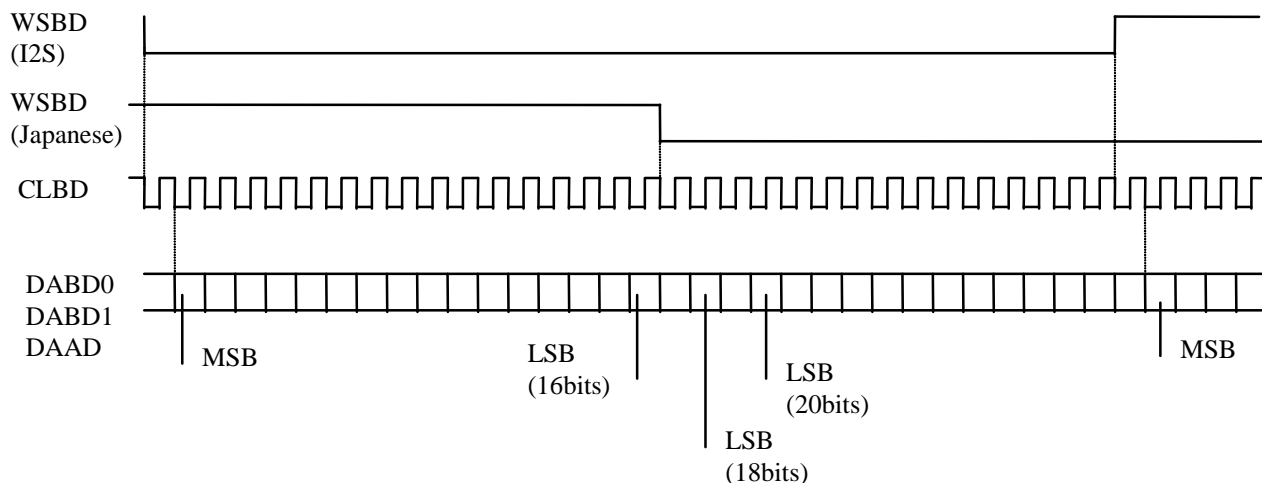 WSBD
(I2S)
WSBD
(Japanese)
CLBD
DABD0
DABD1
DAAD
MSB
LSB
(16bits)
LSB
(18bits)
LSB
(20bits)
MSB